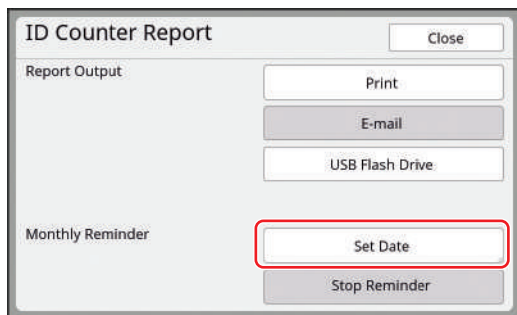 ID Counter Report
Close
Report Output
Print
E-mail
USB Flash Drive
Monthly Reminder
Set Date
Stop Reminder